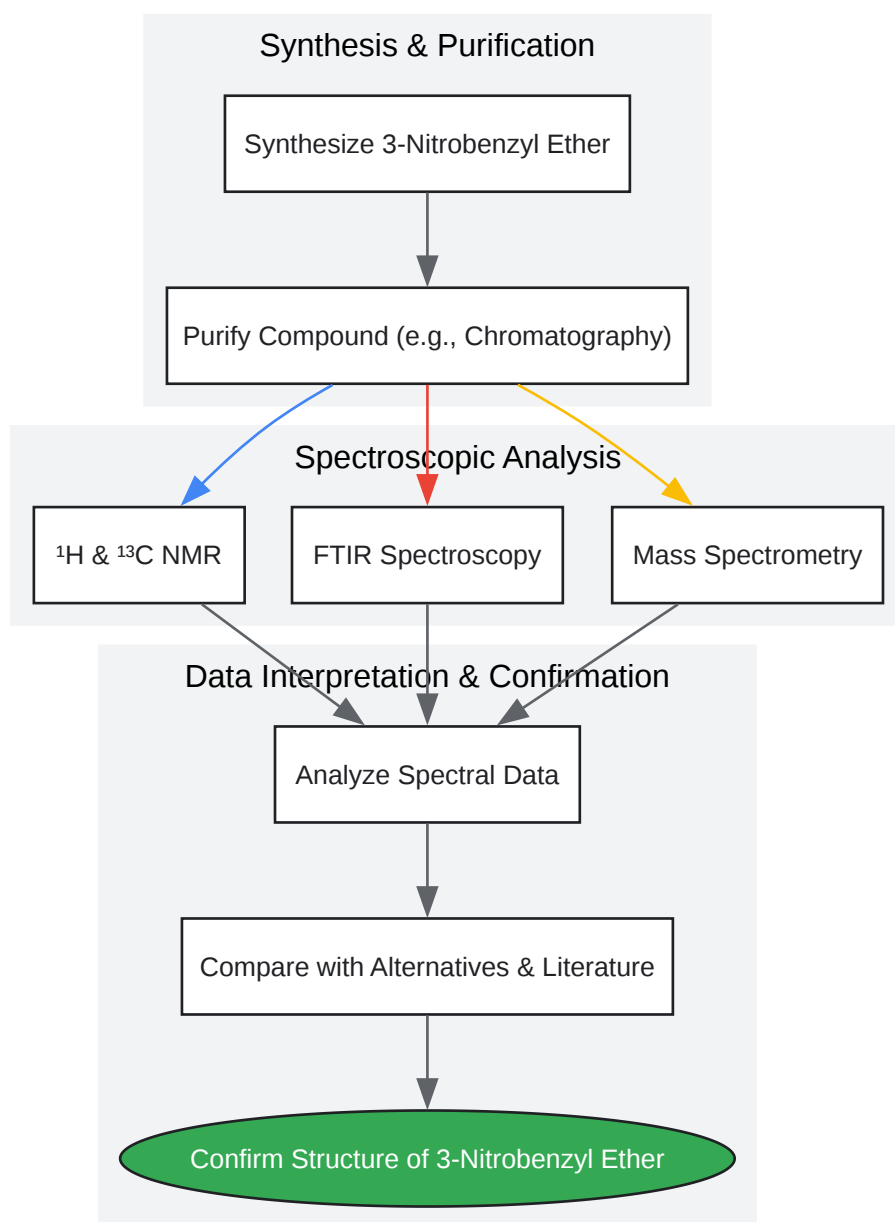 Synthesis & Purification
Synthesize 3-Nitrobenzyl Ether
Purify Compound (e.g., Chromatography)
Spectroscopic Analysis
¹H & ¹³C NMR
FTIR Spectroscopy
Mass Spectrometry
Data Interpretation & Confirmation
Analyze Spectral Data
Compare with Alternatives & Literature
Confirm Structure of 3-Nitrobenzyl Ether